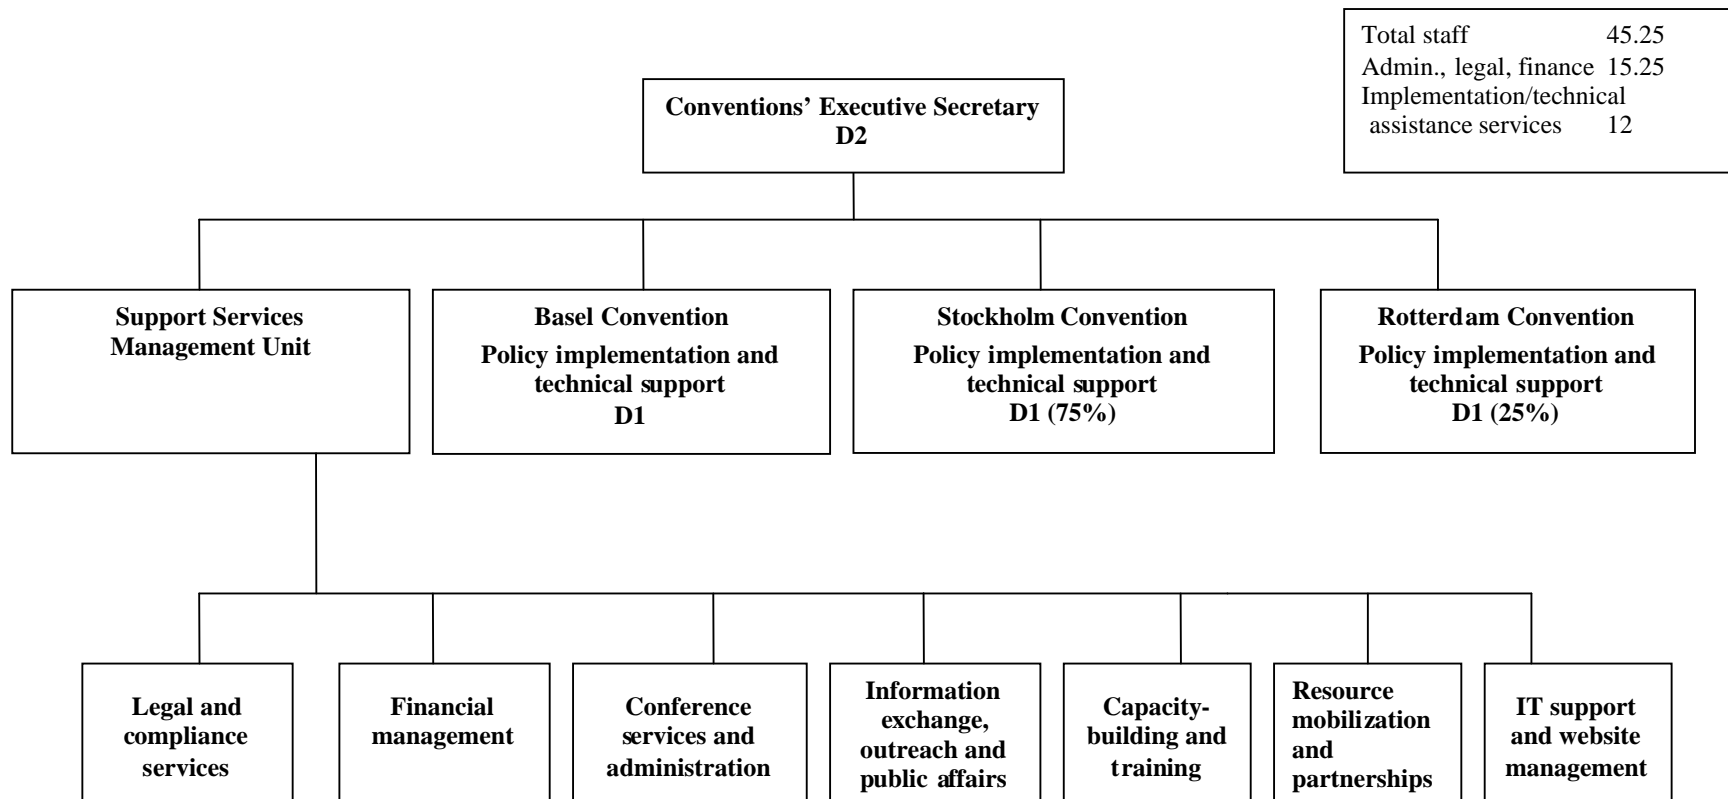 Total staff 45.25
Admin., legal, finance 15.25
Implementation/technical
assistance services 12
Conventions’ Executive Secretary
D2
Support Services
Management Unit
Basel Convention
Policy implementation and
technical support
D1
Stockholm Convention
Policy implementation and
technical support
D1 (75%)
Rotterdam Convention
Policy implementation and
technical support
D1 (25%)
Legal and
compliance
services
Financial
management
Conference
services and
administration
Information
exchange,
outreach and
public affairs
Capacity-
building and
training
Resource
mobilization
and
partnerships
IT support
and website
management